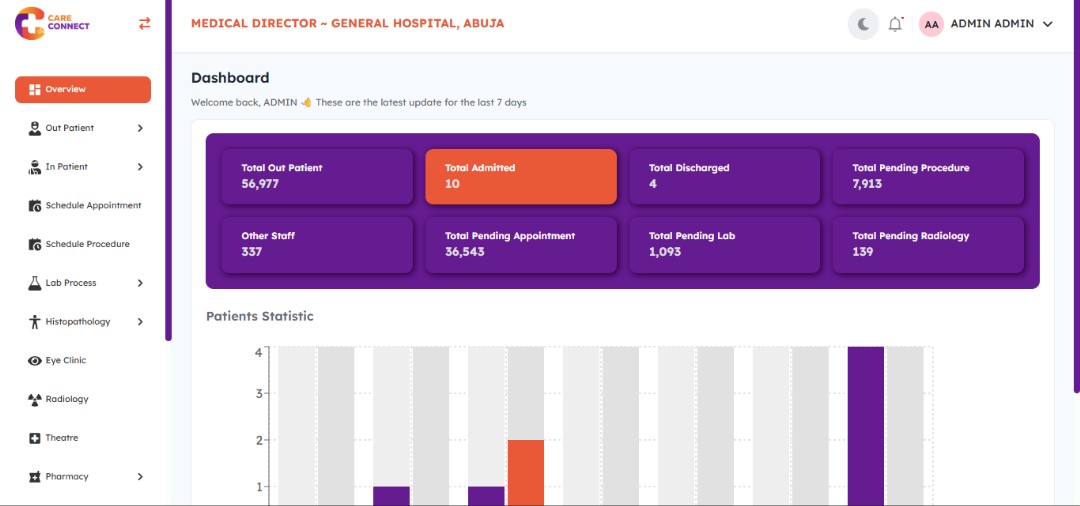 CARE
CONNECT
MEDICAL DIRECTOR ~ GENERAL HOSPITAL, ABUJA
AA
ADMIN ADMIN
Overview
Out Patient
In Patient
Schedule Appointment
Schedule Procedure
Lab Process
Histopathology
Eye Clinic
Radiology
Theatre
Pharmacy
Dashboard
Welcome back, ADMIN 👋 These are the latest update for the last 7 days
Total Out Patient
56,977
Total Admitted
10
Total Discharged
4
Total Pending Procedure
7,913
Other Staff
337
Total Pending Appointment
36,543
Total Pending Lab
1,093
Total Pending Radiology
139
Patients Statistic
4
3
2
1